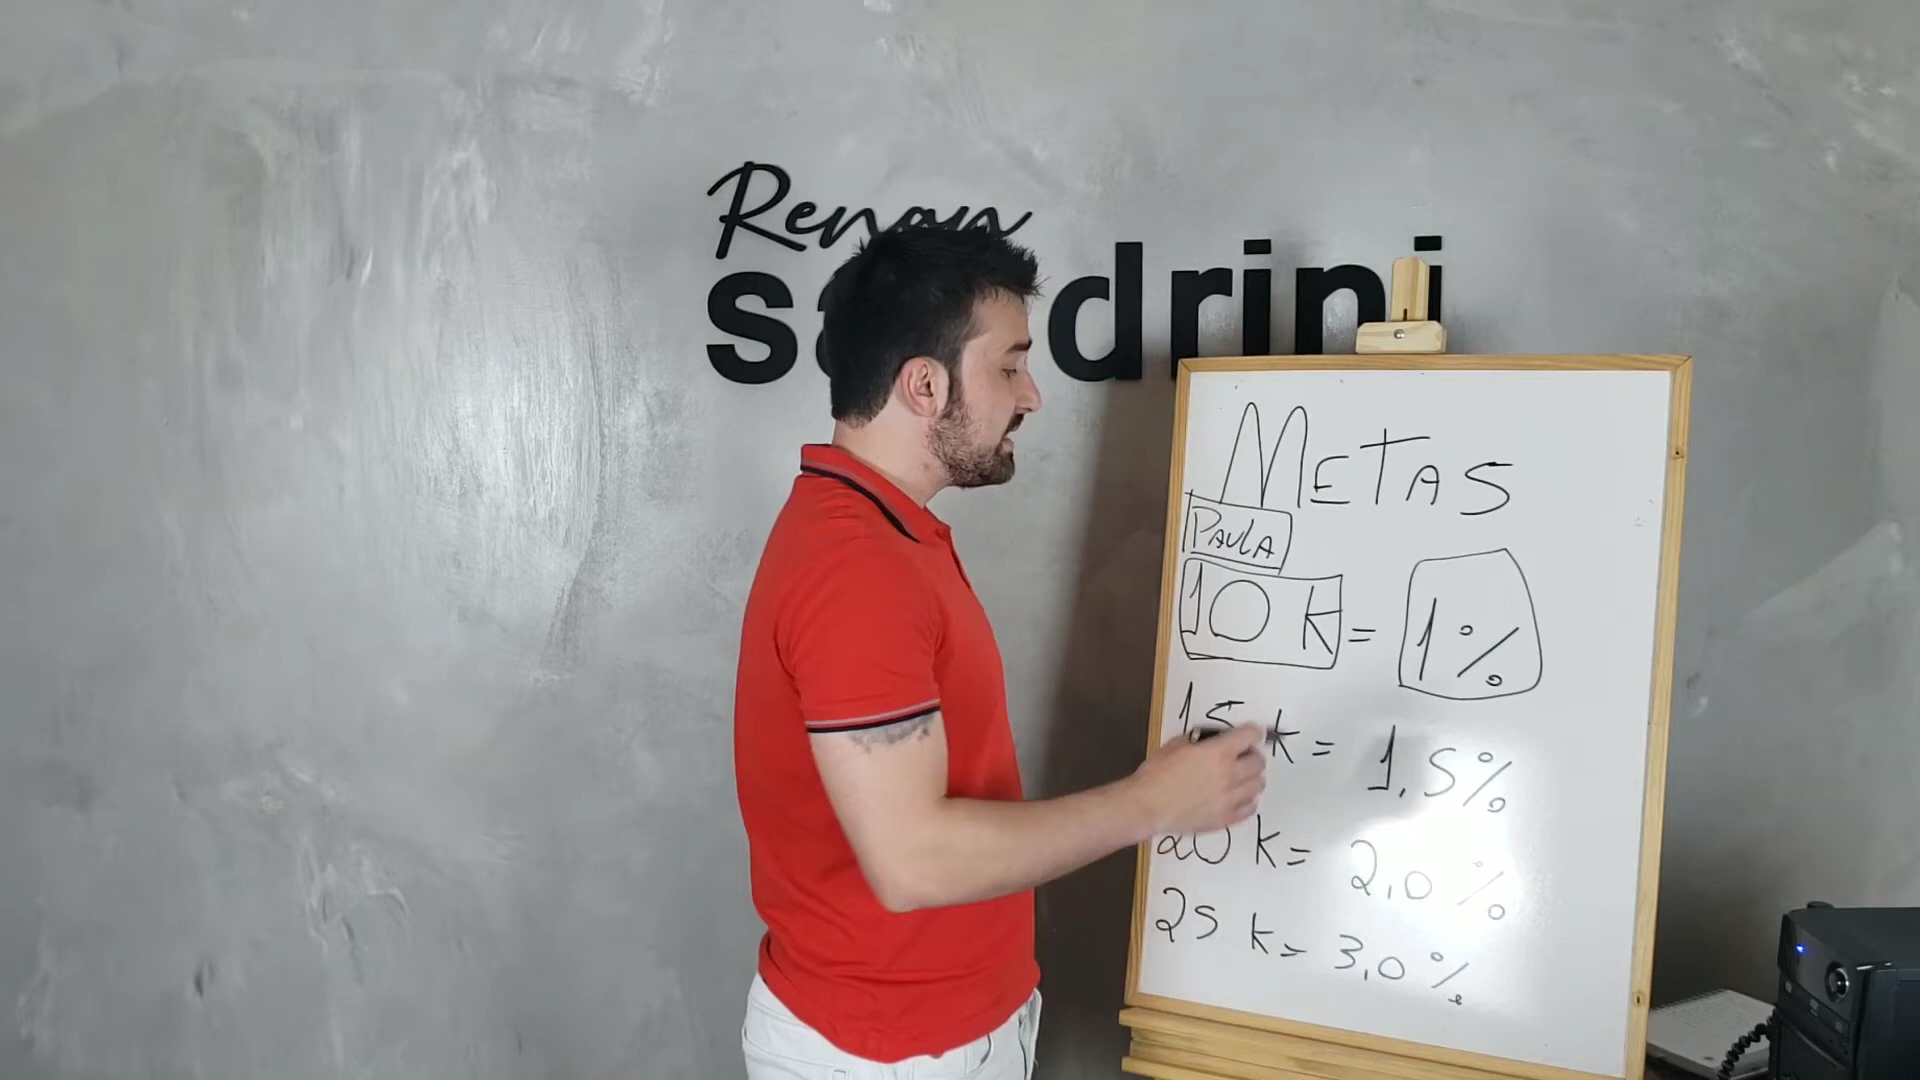 Renan
sandrini
METAS
PAULA
10 K = 1%
15 K = 1,5%
20 K = 2,0%
25 K = 3,0%